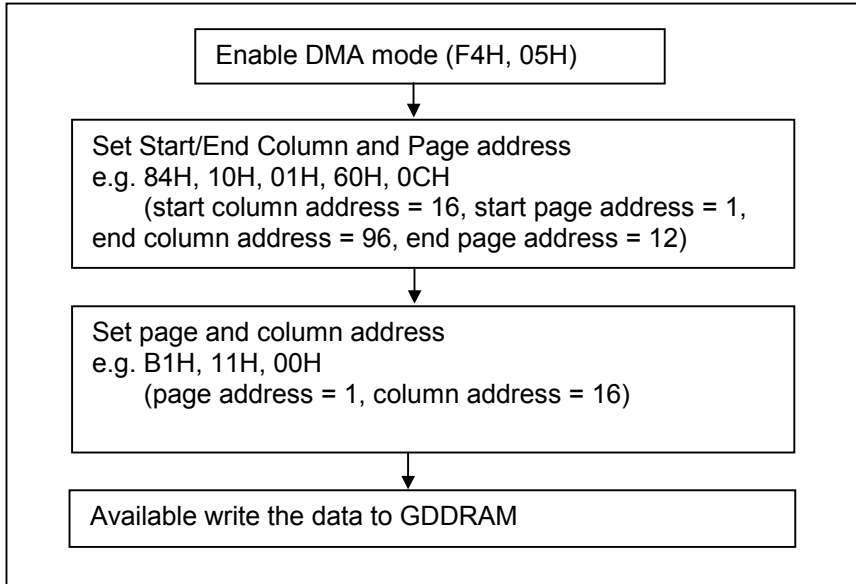 Enable DMA mode (F4H, 05H)
Set Start/End Column and Page address
e.g. 84H, 10H, 01H, 60H, 0CH
(start column address = 16, start page address = 1,
end column address = 96, end page address = 12)
Set page and column address
e.g. B1H, 11H, 00H
(page address = 1, column address = 16)
Available write the data to GDDRAM